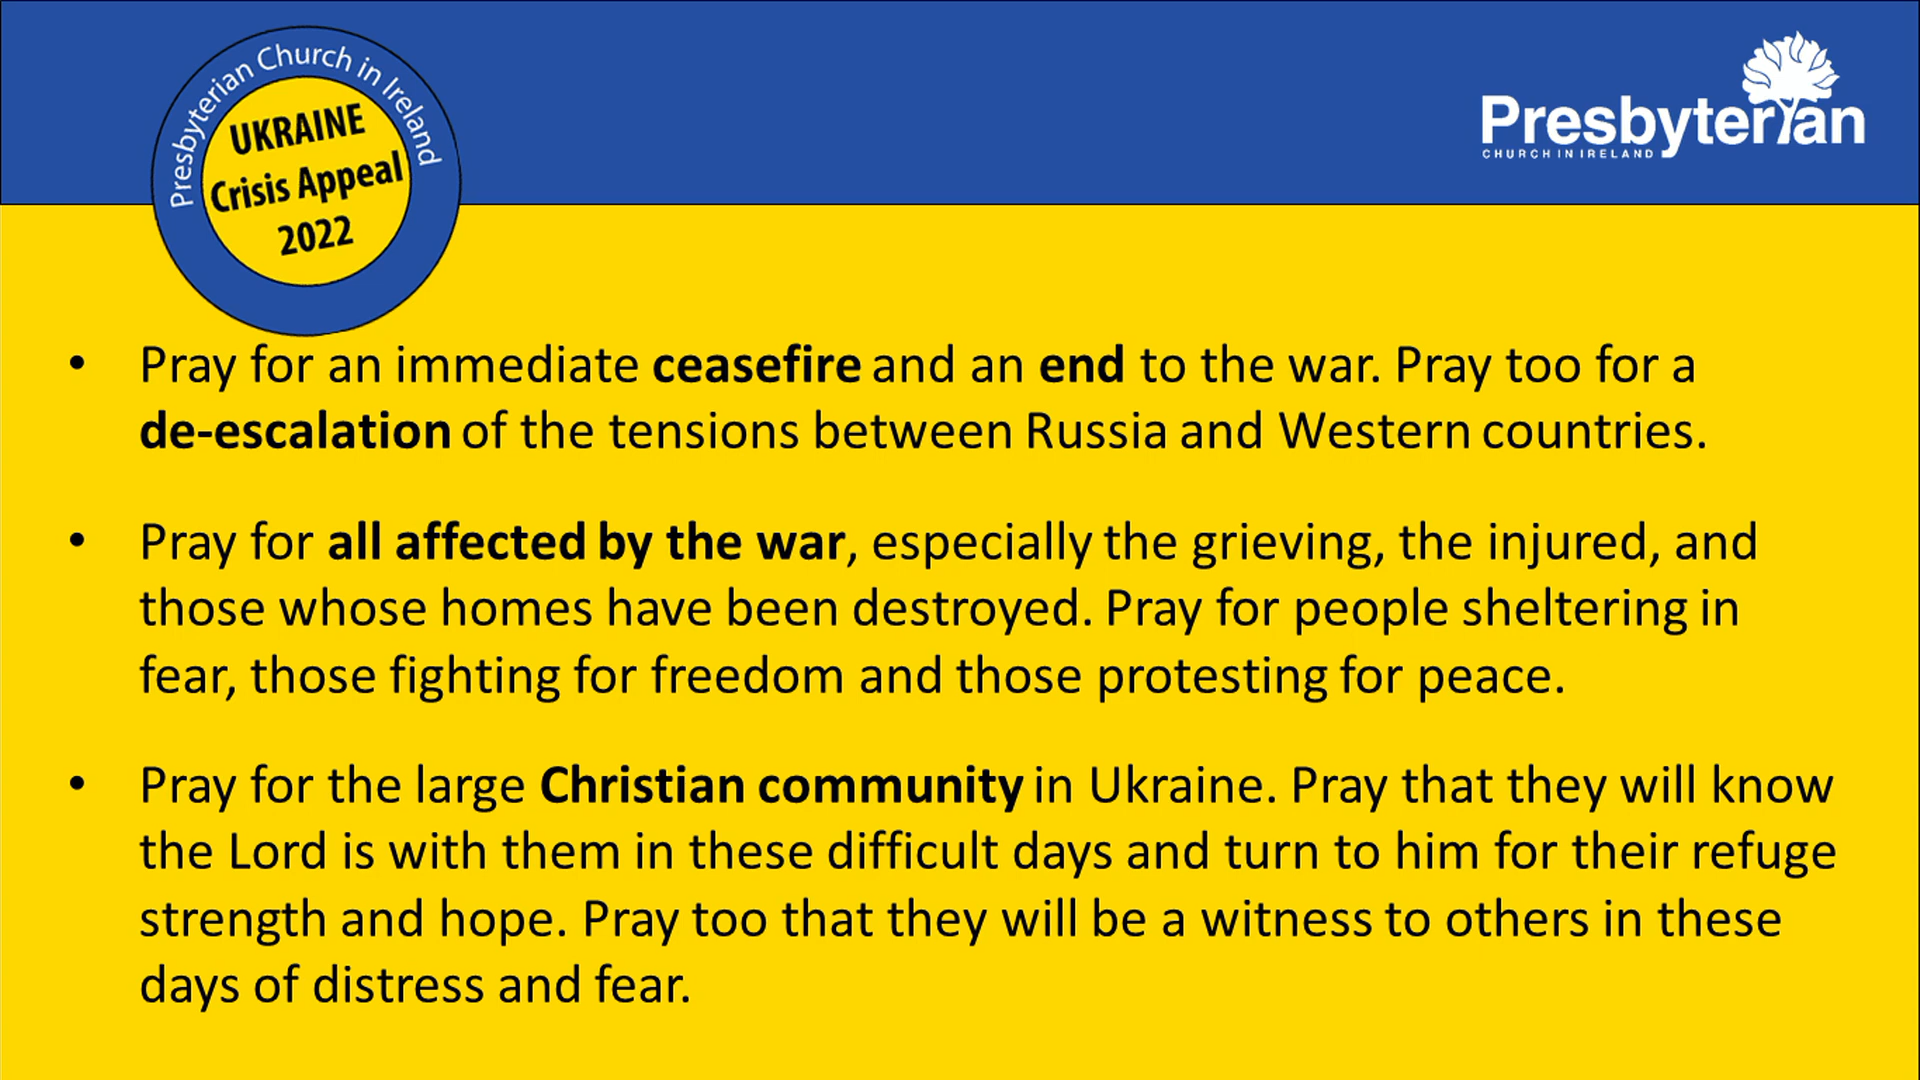 Presbyterian Church in Ireland
UKRAINE
Crisis Appeal
2022
Presbyterian
CHURCH IN IRELAND
• Pray for an immediate ceasefire and an end to the war. Pray too for a
de-escalation of the tensions between Russia and Western countries.
• Pray for all affected by the war, especially the grieving, the injured, and
those whose homes have been destroyed. Pray for people sheltering in
fear, those fighting for freedom and those protesting for peace.
• Pray for the large Christian community in Ukraine. Pray that they will know
the Lord is with them in these difficult days and turn to him for their refuge
strength and hope. Pray too that they will be a witness to others in these
days of distress and fear.